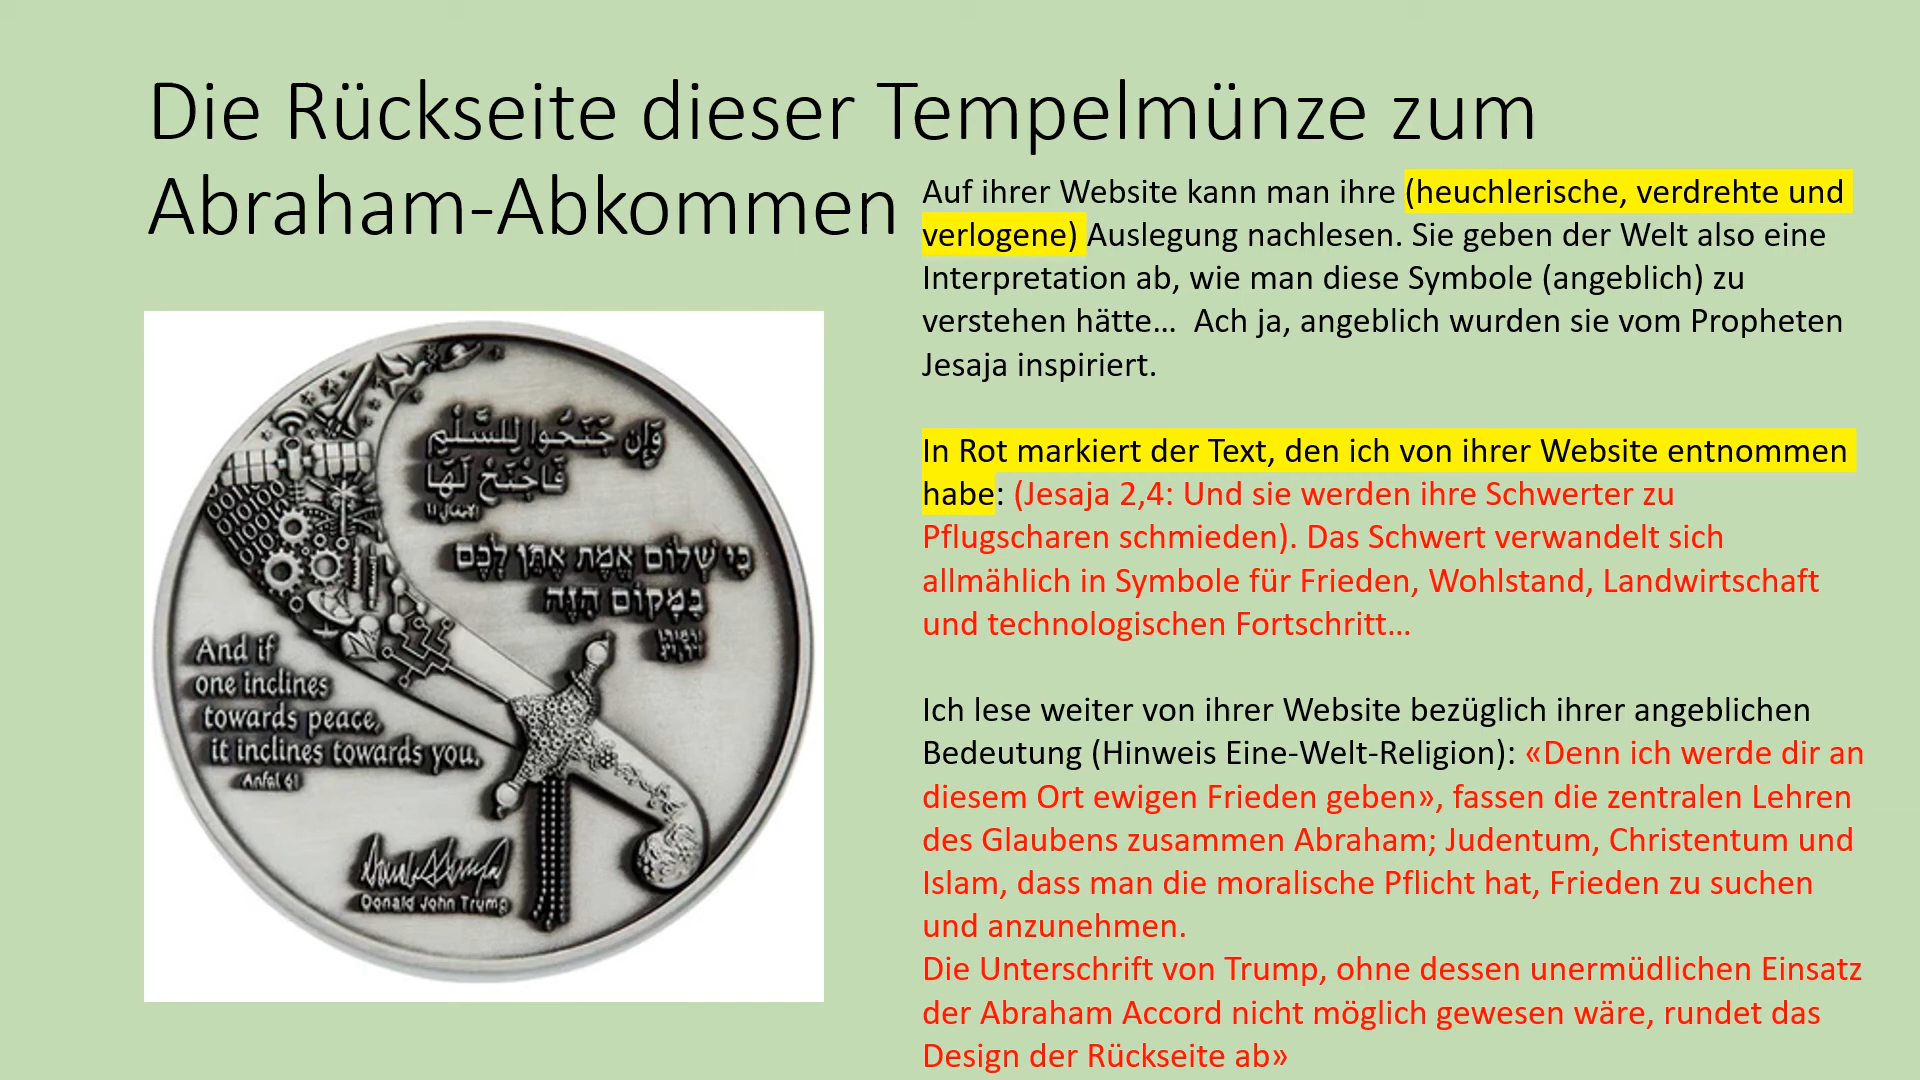 Die Rückseite dieser Tempelmünze zum
Abraham-Abkommen
Auf ihrer Website kann man ihre (heuchlerische, verdrehte und
verlogene) Auslegung nachlesen. Sie geben der Welt also eine
Interpretation ab, wie man diese Symbole (angeblich) zu
verstehen hätte…  Ach ja, angeblich wurden sie vom Propheten
Jesaja inspiriert.
In Rot markiert der Text, den ich von ihrer Website entnommen
habe: (Jesaja 2,4: Und sie werden ihre Schwerter zu
Pflugscharen schmieden). Das Schwert verwandelt sich
allmählich in Symbole für Frieden, Wohlstand, Landwirtschaft
und technologischen Fortschritt…
Ich lese weiter von ihrer Website bezüglich ihrer angeblichen
Bedeutung (Hinweis Eine-Welt-Religion): «Denn ich werde dir an
diesem Ort ewigen Frieden geben», fassen die zentralen Lehren
des Glaubens zusammen Abraham; Judentum, Christentum und
Islam, dass man die moralische Pflicht hat, Frieden zu suchen
und anzunehmen.
Die Unterschrift von Trump, ohne dessen unermüdlichen Einsatz
der Abraham Accord nicht möglich gewesen wäre, rundet das
Design der Rückseite ab»
وَإِن جَنَحُوا لِلسَّلْمِ
فَاجْنَحْ لَهَا
الأنفال ٦١
כִּי שְׁלוֹם אֱמֶת אֶתֵּן לָכֶם
בַּמָּקוֹם הַזֶּה
And if
one inclines
towards peace,
it inclines towards you.
Anfal 61
Donald John Trump